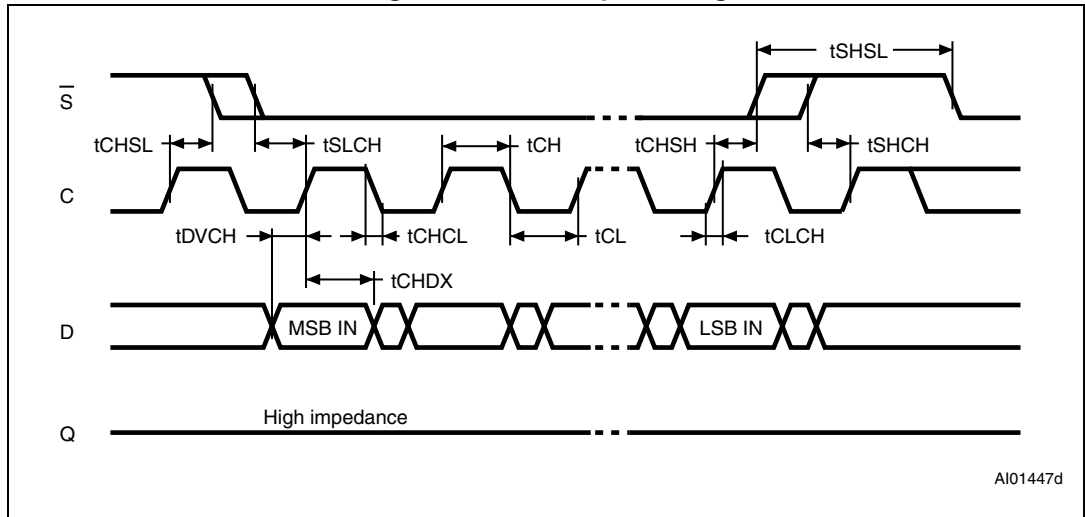 tSHSL
S
tCHSL
tSLCH
tCH
tCHSH
tSHCH
C
tDVCH
tCHCL
tCL
tCLCH
tCHDX
D
MSB IN
LSB IN
High impedance
Q
AI01447d